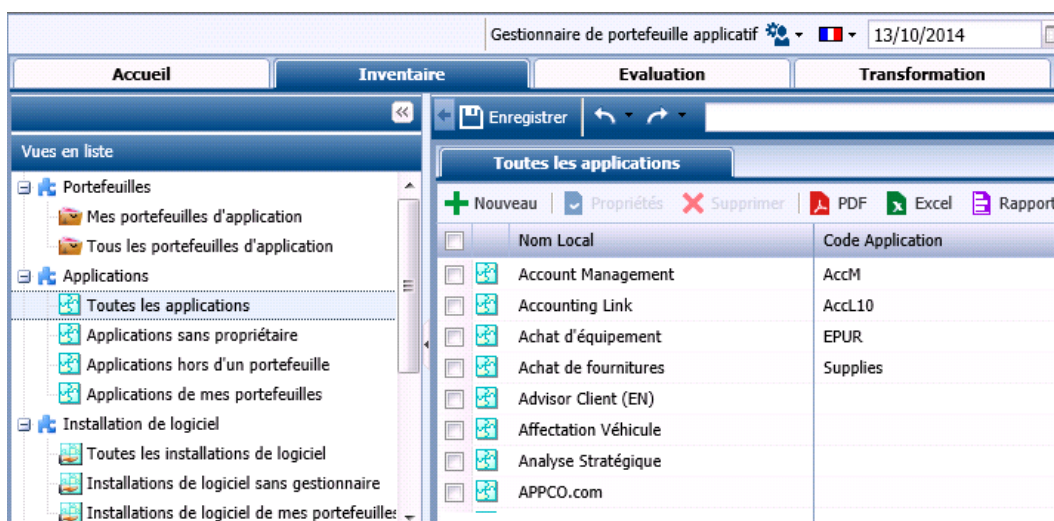 Gestionnaire de portefeuille applicatif 13/10/2014
Accueil Inventaire Evaluation Transformation
Enregistrer
Vues en liste
Toutes les applications
Portefeuilles
Mes portefeuilles d'application
Tous les portefeuilles d'application
Applications
Toutes les applications
Applications sans propriétaire
Applications hors d'un portefeuille
Applications de mes portefeuilles
Installation de logiciel
Toutes les installations de logiciel
Installations de logiciel sans gestionnaire
Installations de logiciel de mes portefeuilles
Nouveau Propriétés Supprimer PDF Excel Rapport
Nom Local Code Application
Account Management AccM
Accounting Link AccL10
Achat d'équipement EPUR
Achat de fournitures Supplies
Advisor Client (EN)
Affectation Véhicule
Analyse Stratégique
APPCO.com